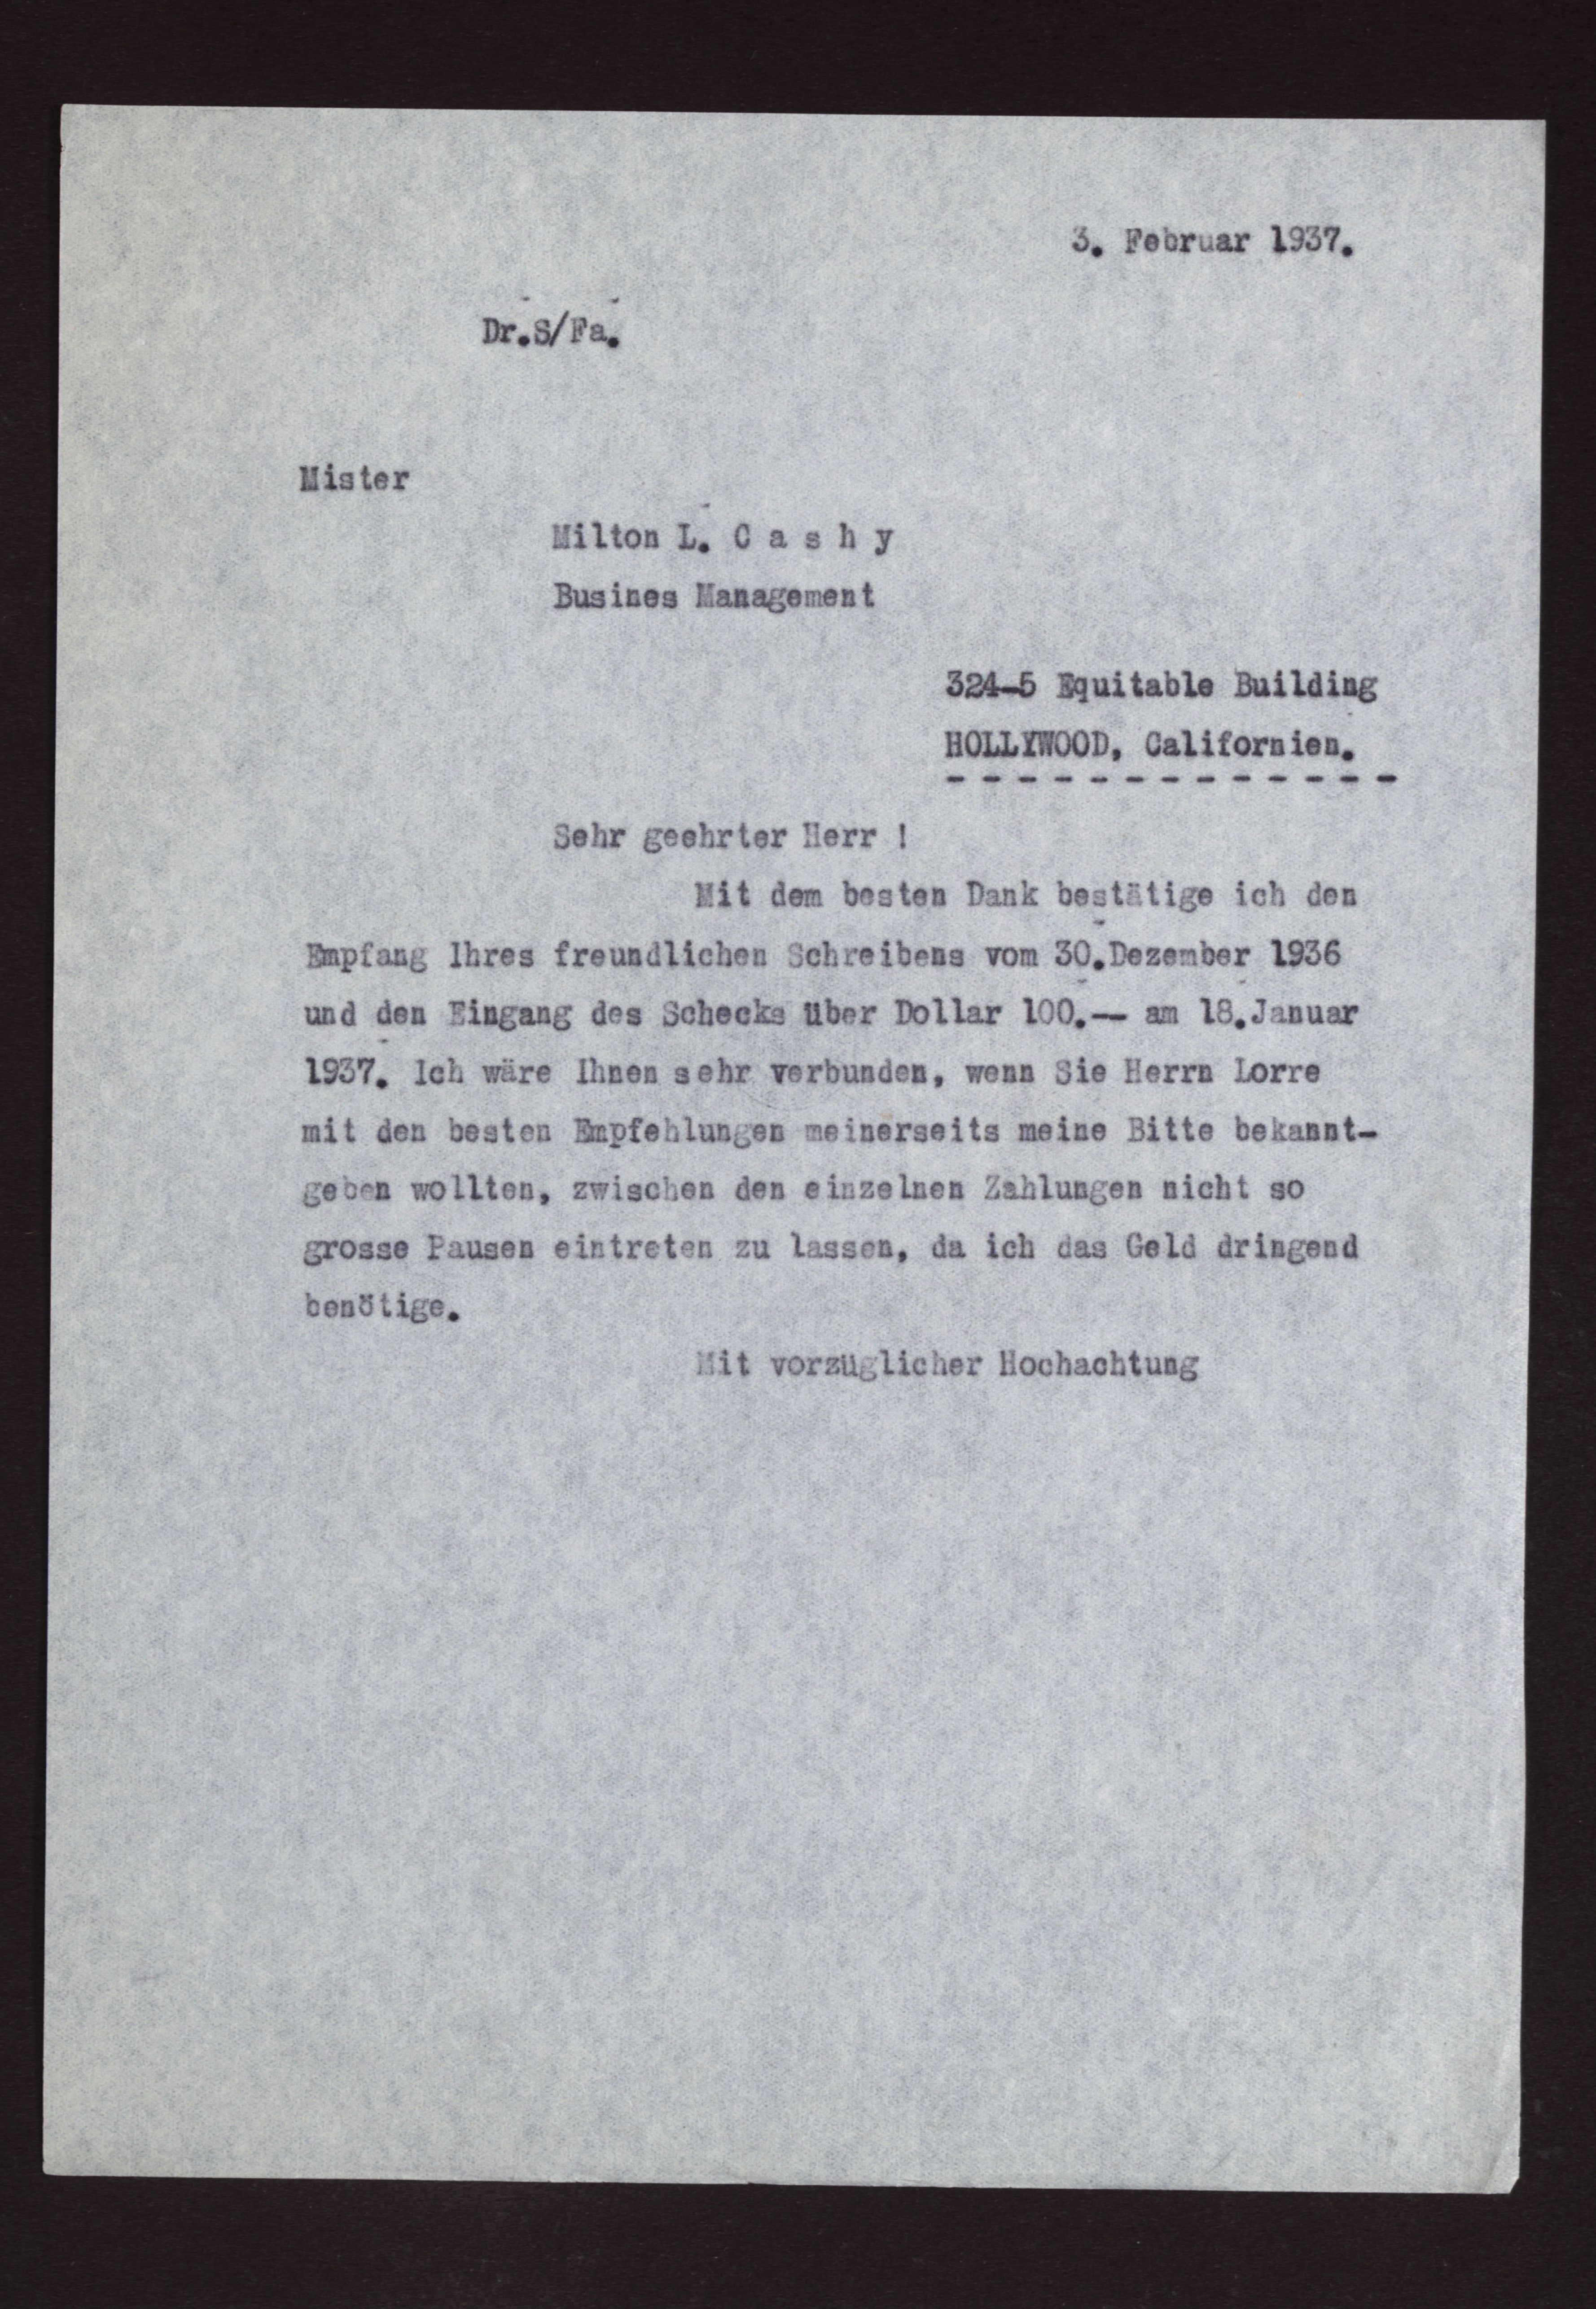 3. Februar 1937.
Dr.S/Fa.
Mister
Milton L. C a s h y
Busines Management
324-5 Equitable Building
HOLLYWOOD, Californien.
- - - - - - - - - - - - -
Sehr geehrter Herr !
Mit dem besten Dank bestätige ich den
Empfang Ihres freundlichen Schreibens vom 30.Dezember 1936
und den Eingang des Schecks über Dollar 100.-- am 18.Januar
1937. Ich wäre Ihnen sehr verbunden, wenn Sie Herrn Lorre
mit den besten Empfehlungen meinerseits meine Bitte bekannt-
geben wollten, zwischen den einzelnen Zahlungen nicht so
grosse Pausen eintreten zu lassen, da ich das Geld dringend
benötige.
Mit vorzüglicher Hochachtung